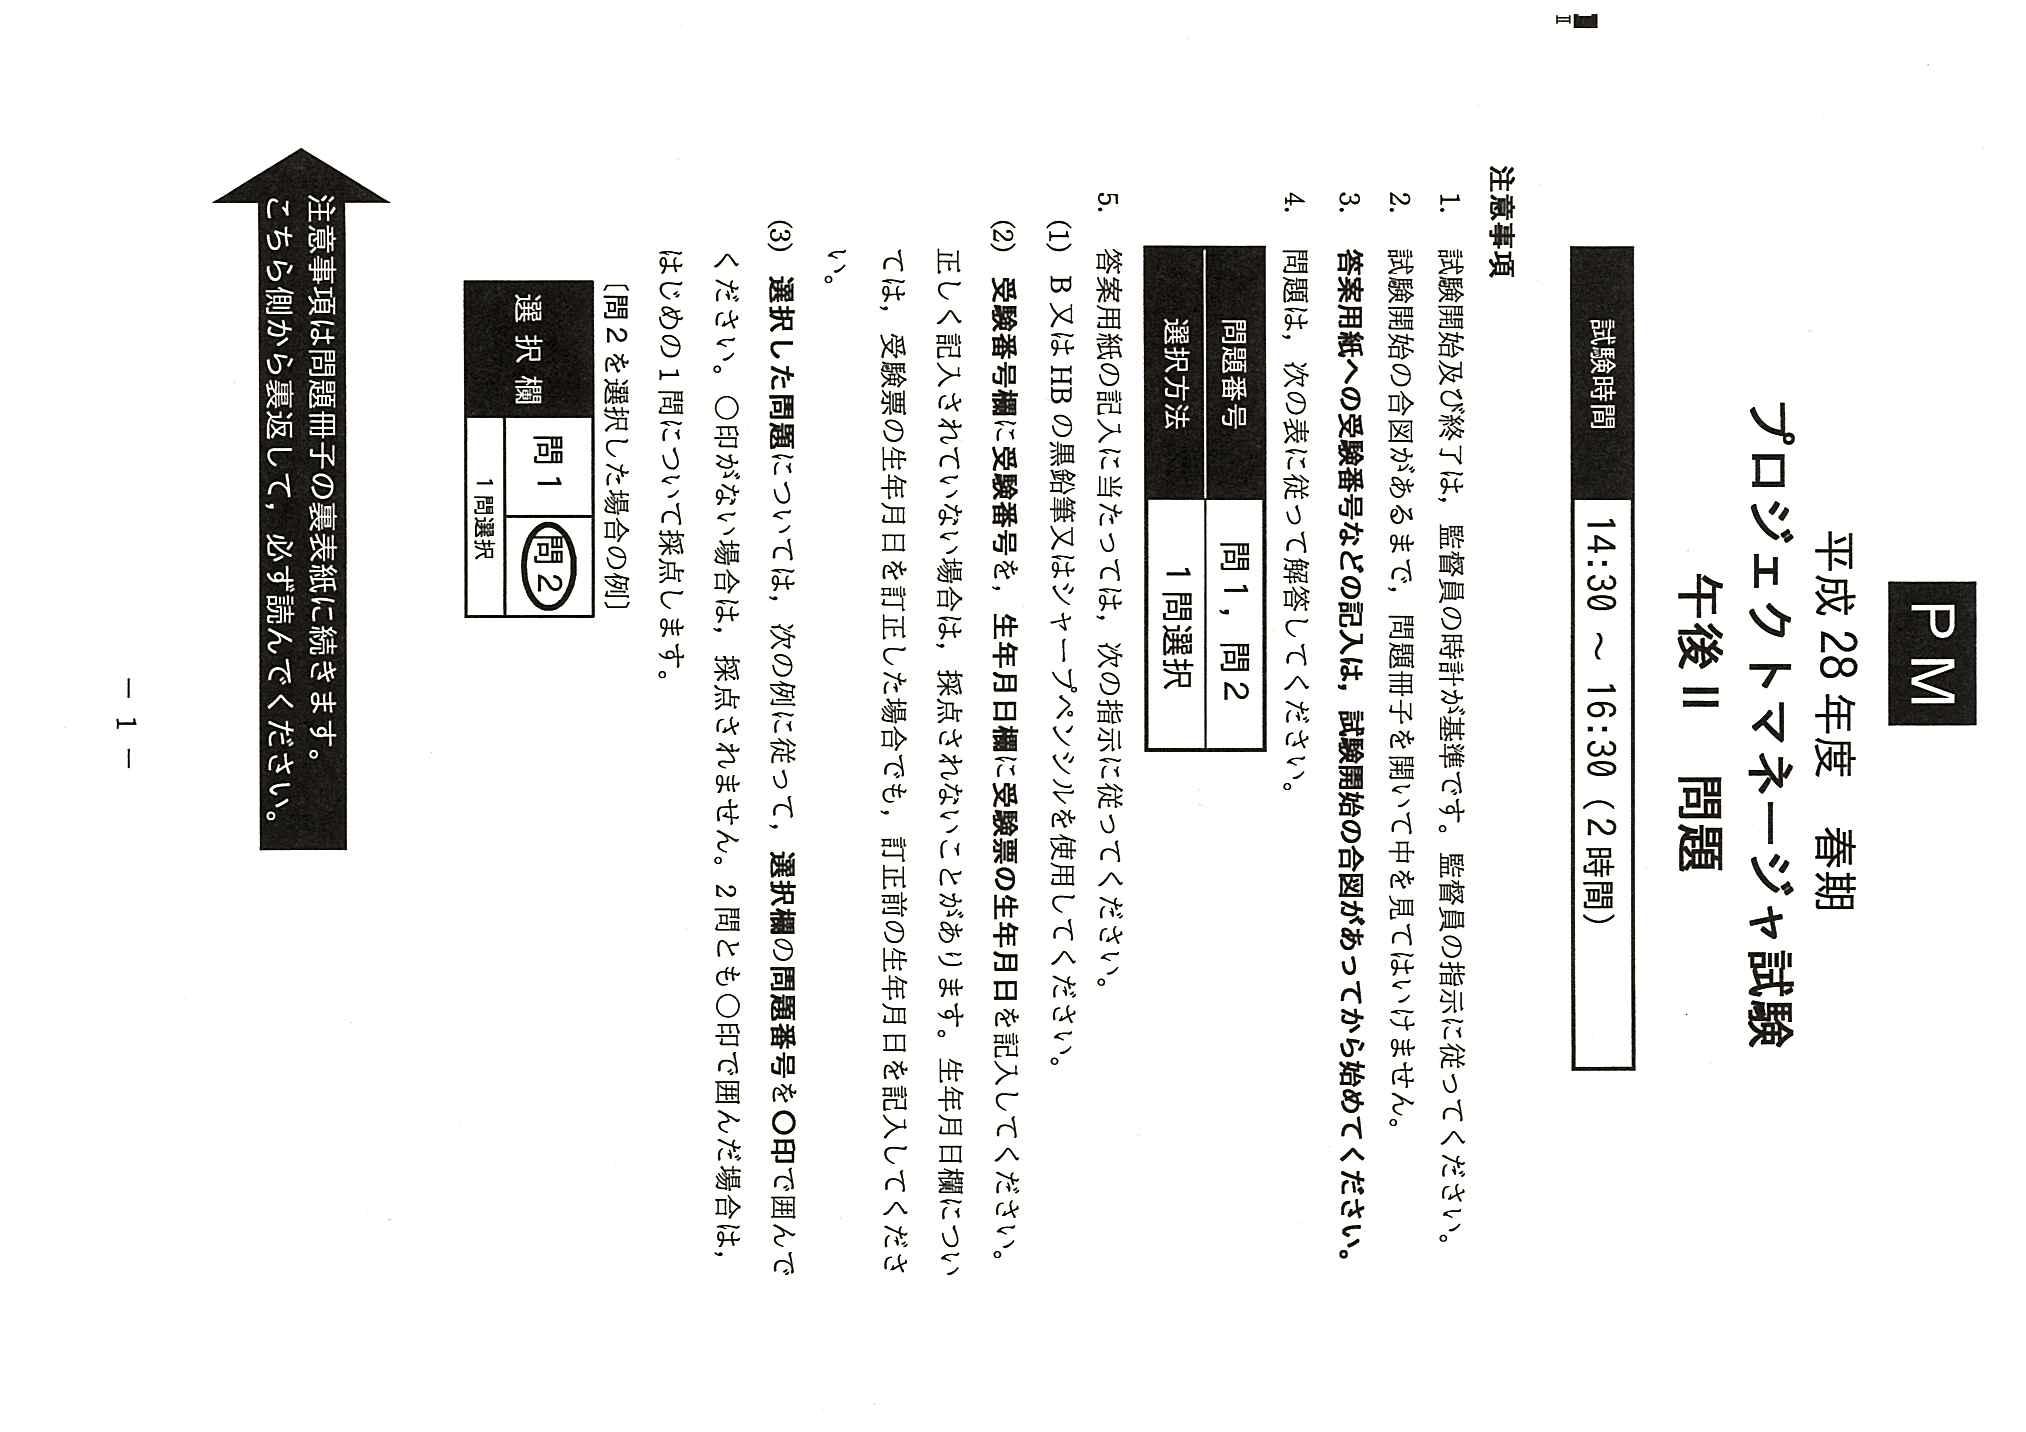 PM
平成 28 年度　春期
プロジェクトマネージャ試験
午後 II　問題
試験時間　14:30 ～ 16:30（2 時間）
注意事項
1.　試験開始及び終了は，監督員の時計が基準です。監督員の指示に従ってください。
2.　試験開始の合図があるまで，問題冊子を開いて中を見てはいけません。
3.　答案用紙への受験番号などの記入は，試験開始の合図があってから始めてください。
4.　問題は，次の表に従って解答してください。
問題番号　問 1，問 2
選択方法　1 問選択
5.　答案用紙の記入に当たっては，次の指示に従ってください。
(1)　B 又は HB の黒鉛筆又はシャープペンシルを使用してください。
(2)　受験番号欄に受験番号を，生年月日欄に受験票の生年月日を記入してください。
正しく記入されていない場合は，採点されないことがあります。生年月日欄につい
ては，受験票の生年月日を訂正した場合でも，訂正前の生年月日を記入してくださ
い。
(3)　選択した問題については，次の例に従って，選択欄の問題番号を○印で囲んで
ください。○印がない場合は，採点されません。2 問とも○印で囲んだ場合は，
はじめの 1 問について採点します。
〔問 2 を選択した場合の例〕
選択欄
問 1　問 2
1 問選択
注意事項は問題冊子の裏表紙に続きます。
こちら側から裏返して，必ず読んでください。
－ 1 －